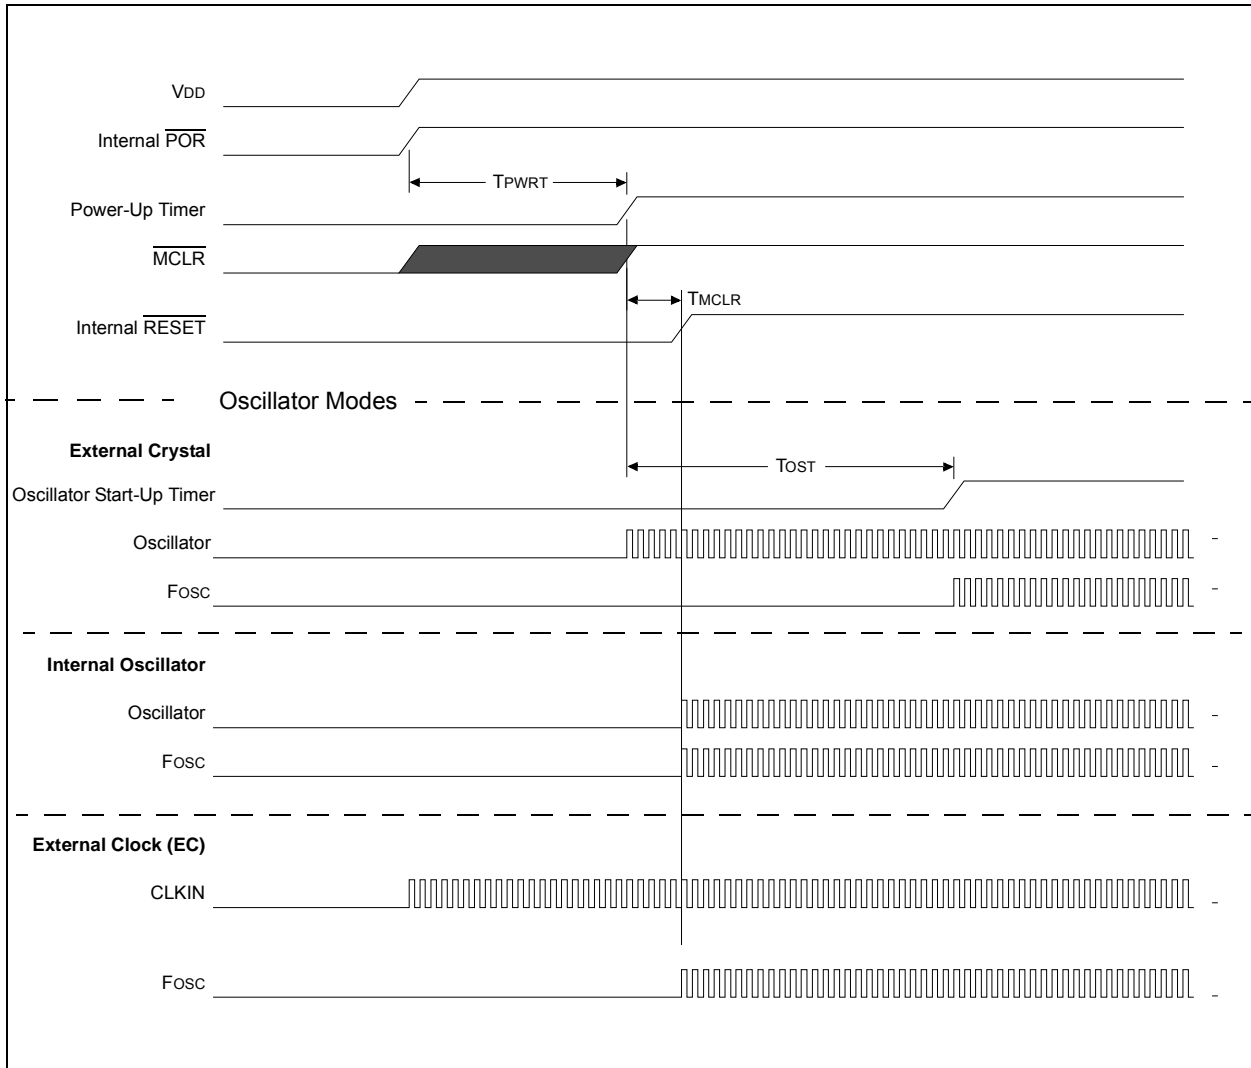 VDD
Internal POR
TPWRT
Power-Up Timer
MCLR
TMCLR
Internal RESET
Oscillator Modes
External Crystal
TOST
Oscillator Start-Up Timer
Oscillator
FOSC
Internal Oscillator
Oscillator
FOSC
External Clock (EC)
CLKIN
FOSC